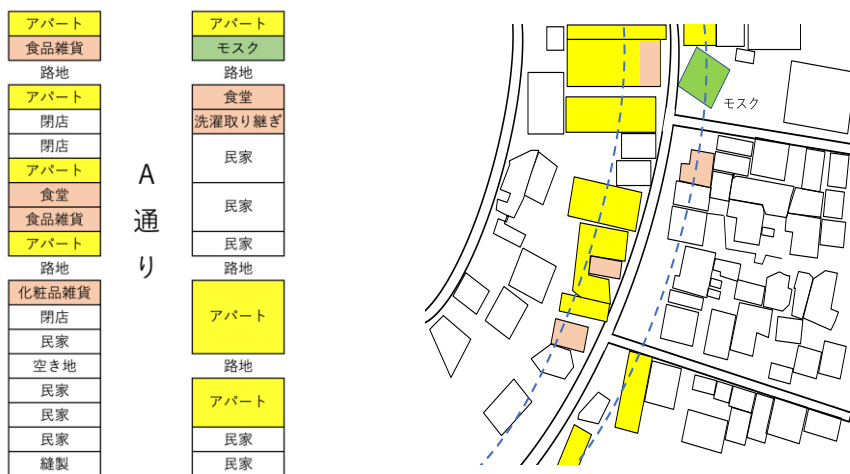 アパート
食品雑貨
路地
アパート
閉店
閉店
アパート
食堂
食品雑貨
アパート
路地
化粧品雑貨
閉店
民家
空き地
民家
民家
民家
縫製
A通り
アパート
モスク
路地
食堂
洗濯取り継ぎ
民家
民家
民家
路地
アパート
路地
アパート
民家
民家
モスク